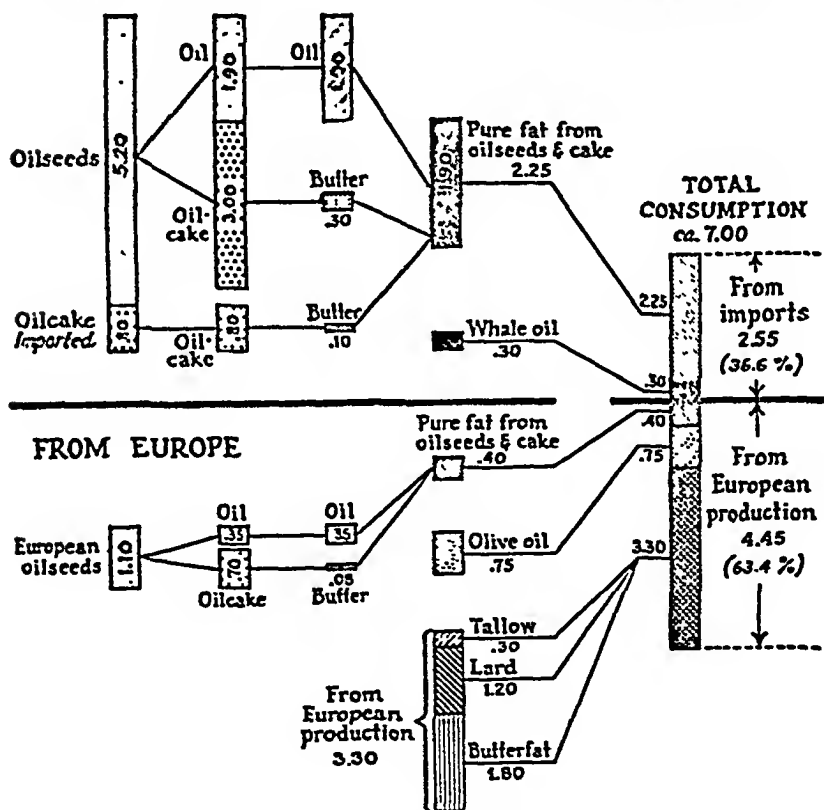 Oil
Oil
1.90
Oilseeds
5.20
Pure fat from
oilseeds & cake
2.25
Oil-
cake
3.00
Butter
.30
TOTAL
CONSUMPTION
ca. 7.00
Oilcake
Imported
.80
Oil-
cake
.80
Butter
.10
Whale oil
.30
2.25
.30
From
imports
2.55
(36.6 %)
FROM EUROPE
Pure fat from
oilseeds & cake
.40
.40
.75
3.30
From
European
production
4.45
(63.4 %)
European
oilseeds
1.10
Oil
.35
Oil
.35
.70
Oilcake
.05
Butter
Olive oil
.75
From
European
production
3.30
Tallow
.30
Lard
1.20
Butterfat
1.80